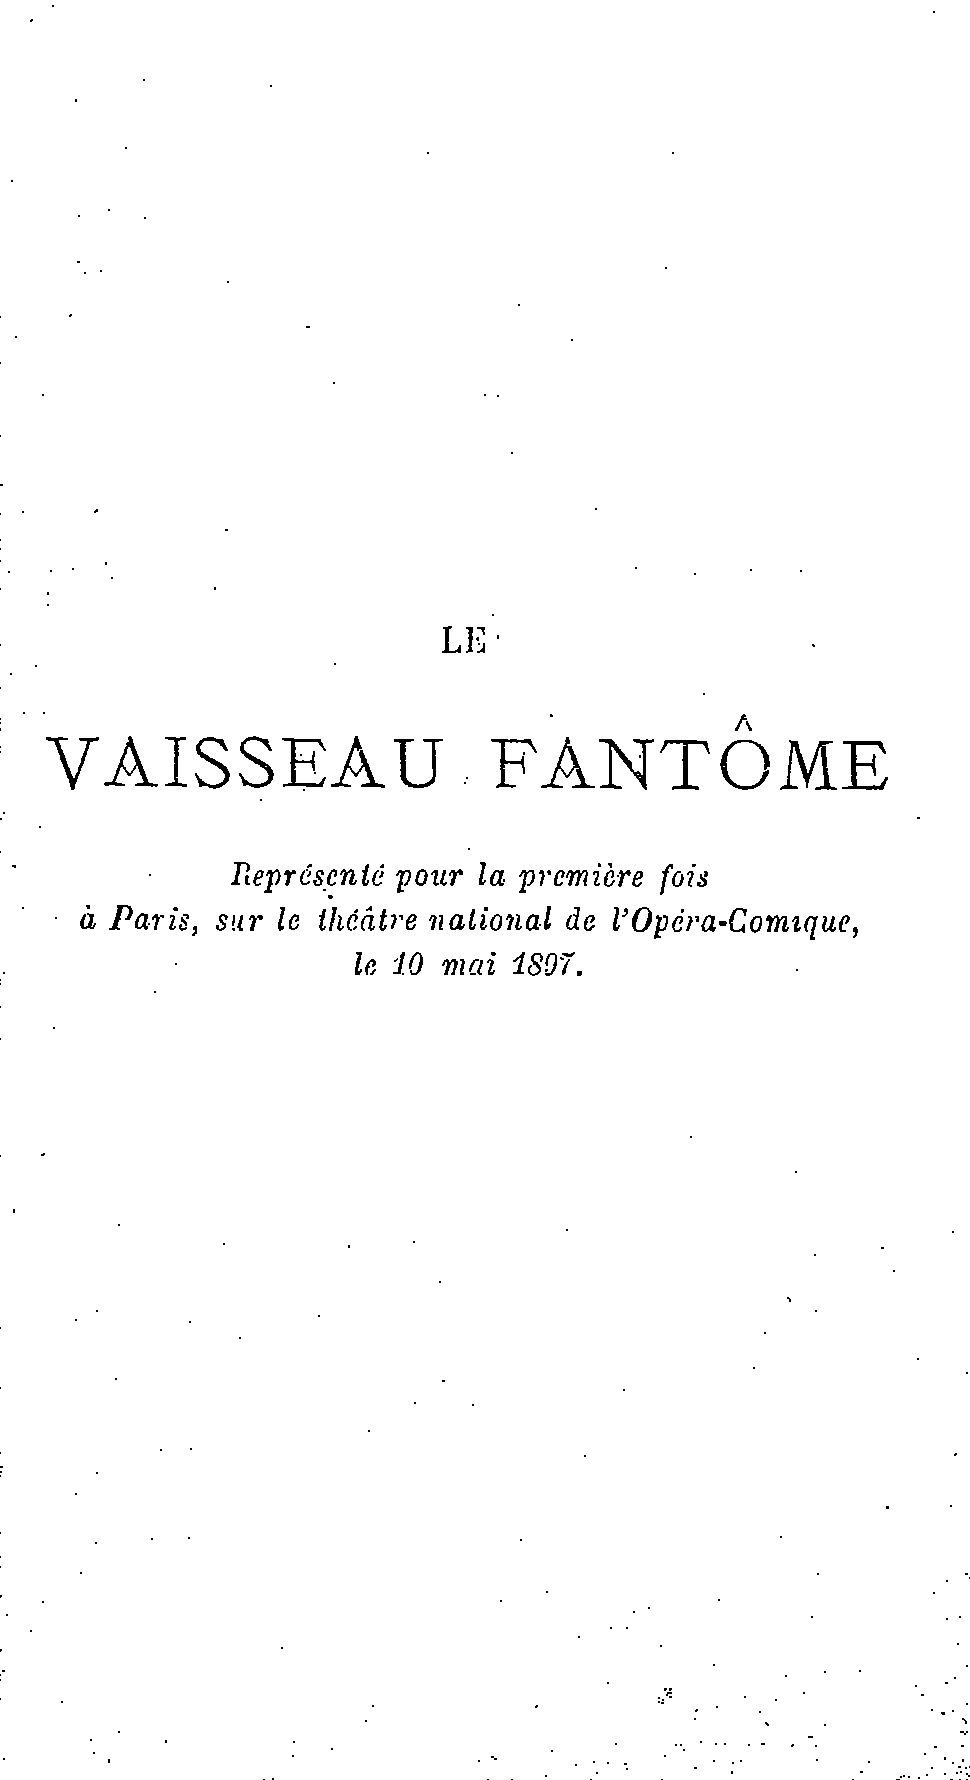 LE
VAISSEAU FANTÔME
Représenté pour la première fois
à Paris, sur le théâtre national de l'Opéra-Comique,
le 10 mai 1897.